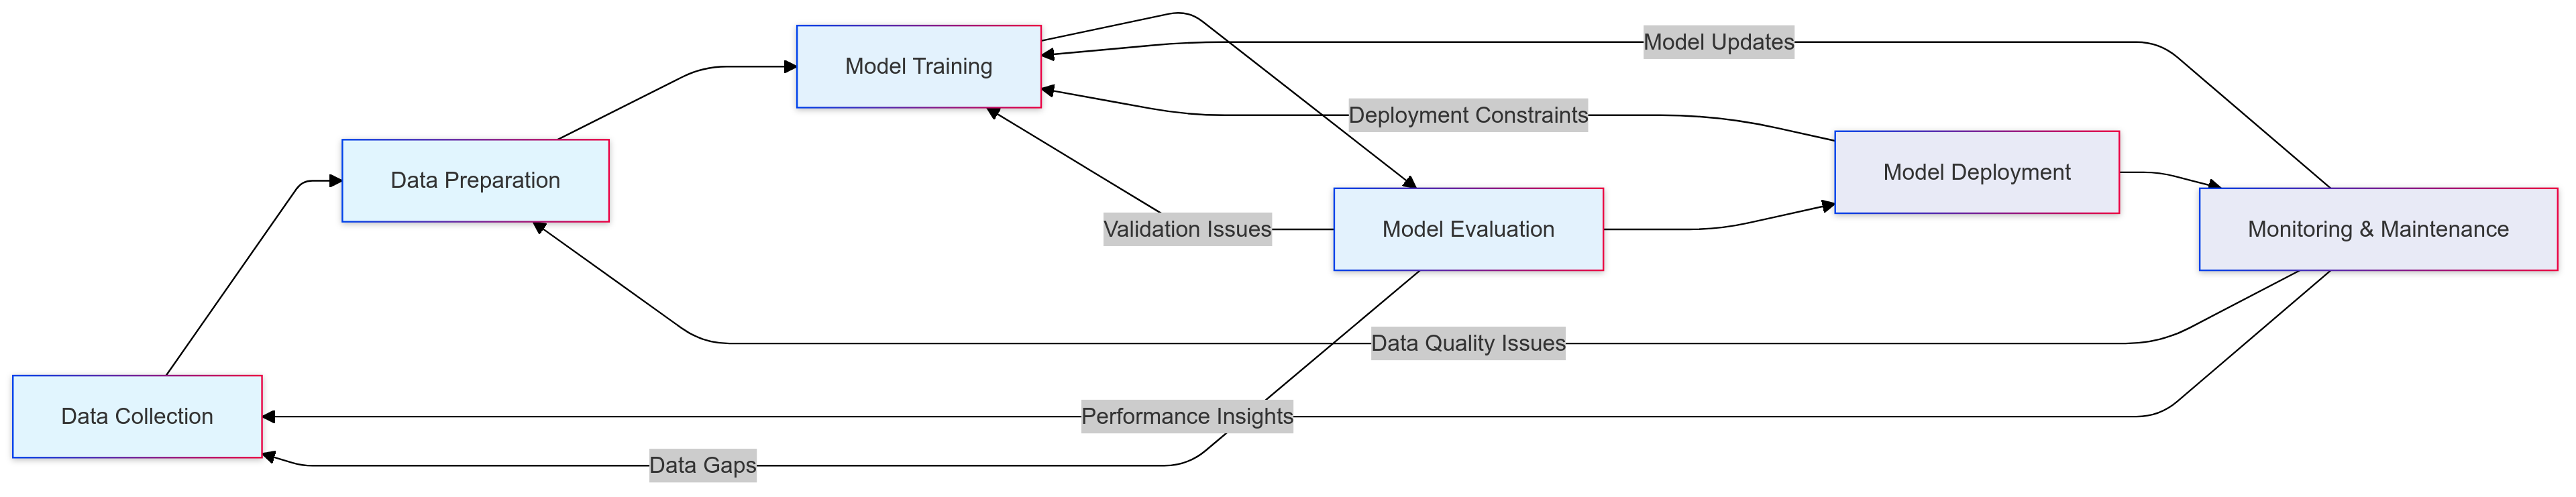 Model Training
Model Updates
Deployment Constraints
Data Preparation
Model Deployment
Validation Issues
Model Evaluation
Monitoring & Maintenance
Data Quality Issues
Data Collection
Performance Insights
Data Gaps